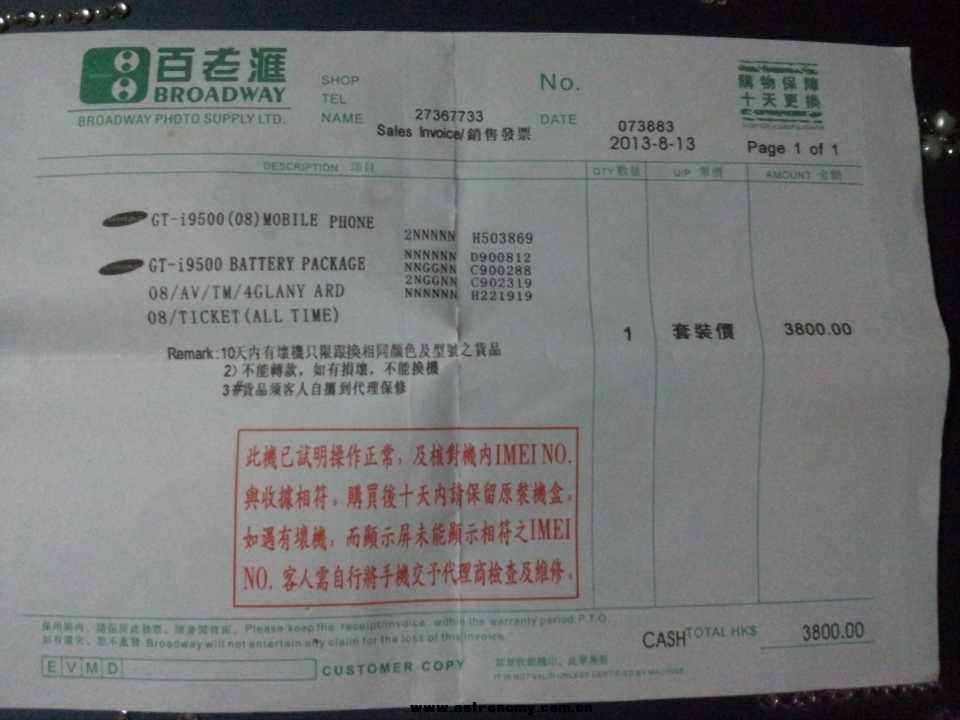 百老滙
BROADWAY
BROADWAY PHOTO SUPPLY LTD.
SHOP
TEL
NAME
27367733
Sales Invoice/銷售發票
No.
DATE
073883
2013-8-13
購物保障
十天更換
Page 1 of 1
DESCRIPTION 項目 QTY 數量 U/P 單價 AMOUNT 金額
GT-i9500(08)MOBILE PHONE
2NNNNN H503869
NNNNNN D900812
GT-i9500 BATTERY PACKAGE NNGGNN C900288
2NGGNN C902319
08/AV/TM/4GLANY ARD NNNNNN H221919
08/TICKET(ALL TIME)
1 套裝價 3800.00
Remark:10天內有壞機只限跟換相同顏色及型號之貨品
2)不能轉款，如有損壞，不能換機
3#貨品須客人自攜到代理保修
此機已試明操作正常，及核對機內IMEI NO.
與收據相符。購買後十天內請保留原裝機盒。
如遇有壞機，而顯示屏未能顯示相符之IMEI
NO. 客人需自行將手機交予代理商檢查及維修。
Please keep the receipt/invoice within the warranty period P.T.O.
Broadway will not entertain any claim for the loss of this invoice
CASH TOTAL HK$ 3800.00
E V M D
CUSTOMER COPY
IT IS NOT VALID UNLESS CERTIFIED BY MACHINE
www.astronomy.com.cn